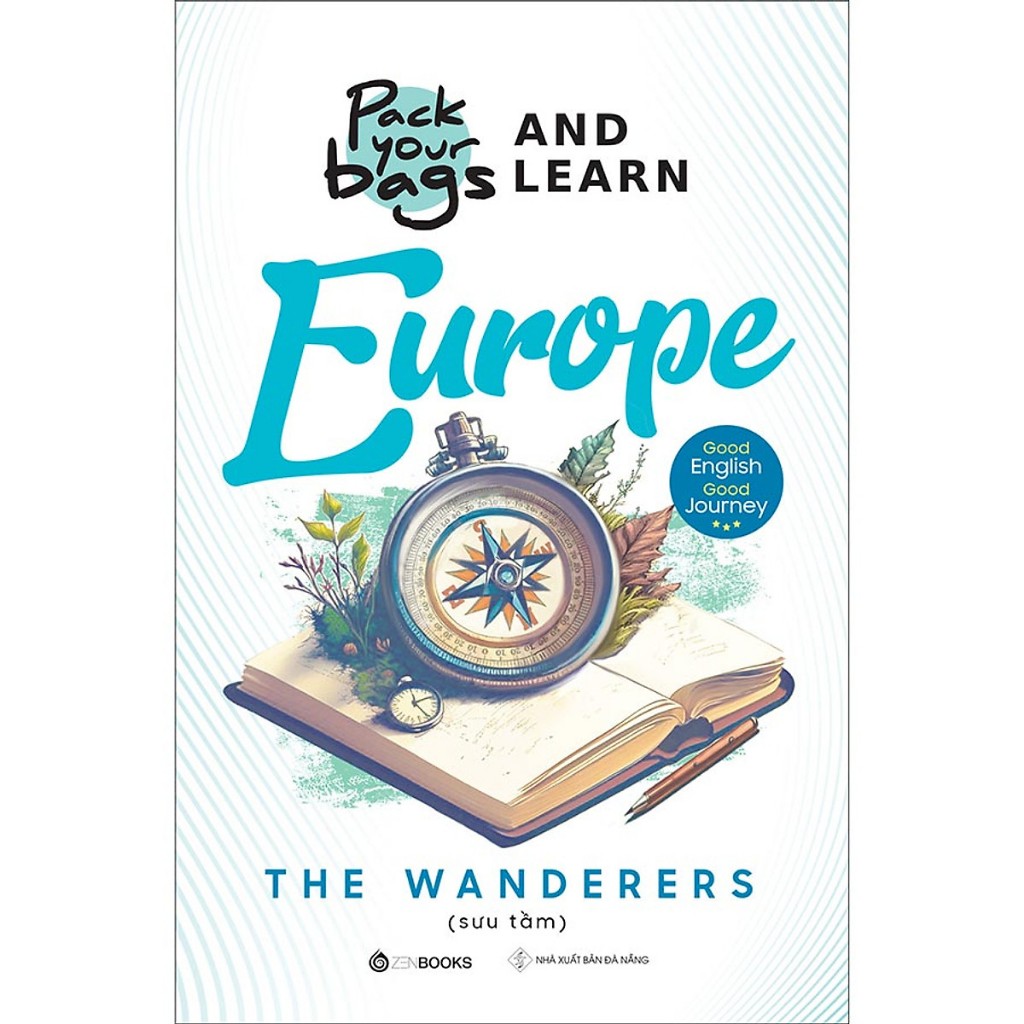 Pack
your
bags
AND
LEARN
Europe
Good
English
Good
Journey
THE WANDERERS
(sưu tầm)
ZENBOOKS
NHÀ XUẤT BẢN ĐÀ NẴNG